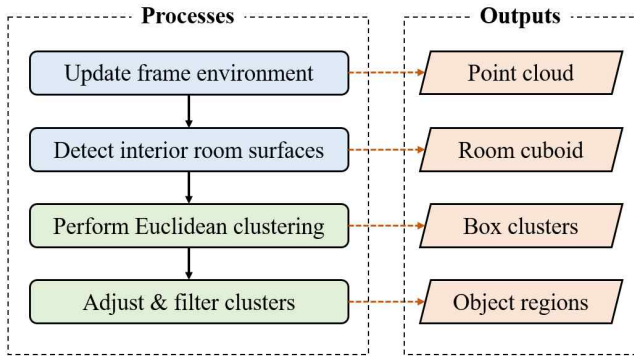 Processes
Outputs
Update frame environment
Point cloud
Detect interior room surfaces
Room cuboid
Perform Euclidean clustering
Box clusters
Adjust & filter clusters
Object regions